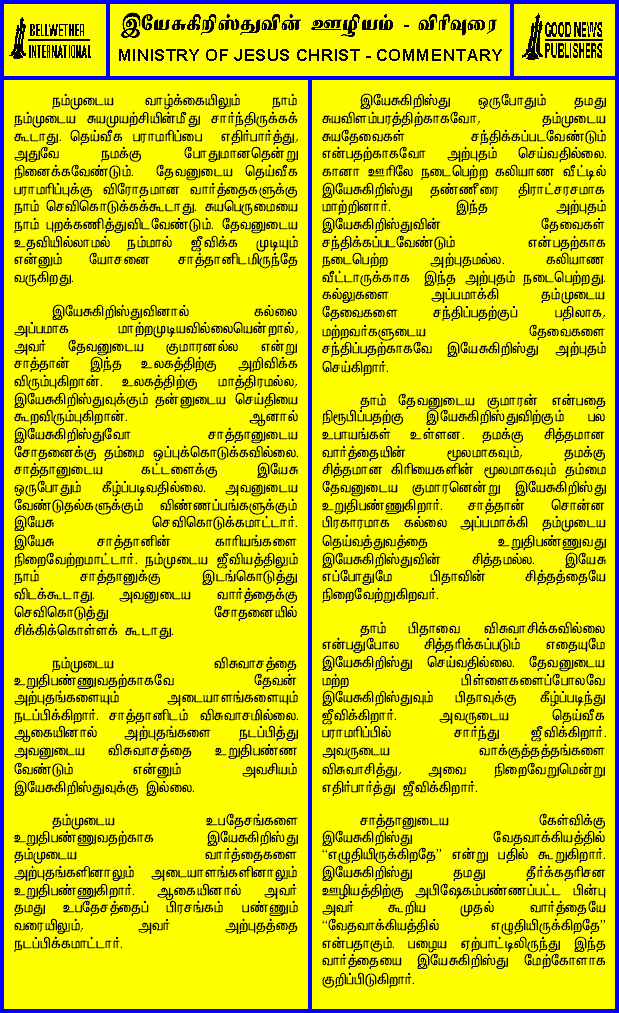 BELLWETHER
INTERNATIONAL
இயேசுகிறிஸ்துவின் ஊழியம் - விரிவுரை
MINISTRY OF JESUS CHRIST - COMMENTARY
GOOD NEWS
PUBLISHERS
நம்முடைய வாழ்க்கையிலும் நாம்
நம்முடைய சுயமுயற்சியின்மீது சார்ந்திருக்கக்
கூடாது. தெய்வீக பராமரிப்பை எதிர்பார்த்து,
அதுவே நமக்கு போதுமானதென்று
நினைக்கவேண்டும். தேவனுடைய தெய்வீக
பராமரிப்புக்கு விரோதமான வார்த்தைகளுக்கு
நாம் செவிகொடுக்கக்கூடாது. சுயபெருமையை
நாம் புறக்கணித்துவிடவேண்டும். தேவனுடைய
உதவியில்லாமல் நம்மால் ஜீவிக்க முடியும்
என்னும் யோசனை சாத்தானிடமிருந்தே
வருகிறது.
இயேசுகிறிஸ்துவினால் கல்லை
அப்பமாக மாற்றமுடியவில்லையென்றால்,
அவர் தேவனுடைய குமாரனல்ல என்று
சாத்தான் இந்த உலகத்திற்கு அறிவிக்க
விரும்புகிறான். உலகத்திற்கு மாத்திரமல்ல,
இயேசுகிறிஸ்துவுக்கும் தன்னுடைய செய்தியை
கூறவிரும்புகிறான். ஆனால்
இயேசுகிறிஸ்துவோ சாத்தானுடைய
சோதனைக்கு தம்மை ஒப்புக்கொடுக்கவில்லை.
சாத்தானுடைய கட்டளைக்கு இயேசு
ஒருபோதும் கீழ்ப்படிவதில்லை. அவனுடைய
வேண்டுதல்களுக்கும் விண்ணப்பங்களுக்கும்
இயேசு செவிகொடுக்கமாட்டார்.
இயேசு சாத்தானின் காரியங்களை
நிறைவேற்றமாட்டார். நம்முடைய ஜீவியத்திலும்
நாம் சாத்தானுக்கு இடங்கொடுத்து
விடக்கூடாது. அவனுடைய வார்த்தைக்கு
செவிகொடுத்து சோதனையில்
சிக்கிக்கொள்ளக் கூடாது.
நம்முடைய விசுவாசத்தை
உறுதிபண்ணுவதற்காகவே தேவன்
அற்புதங்களையும் அடையாளங்களையும்
நடப்பிக்கிறார். சாத்தானிடம் விசுவாசமில்லை.
ஆகையினால் அற்புதங்களை நடப்பித்து
அவனுடைய விசுவாசத்தை உறுதிபண்ண
வேண்டும் என்னும் அவசியம்
இயேசுகிறிஸ்துவுக்கு இல்லை.
தம்முடைய உபதேசங்களை
உறுதிபண்ணுவதற்காக இயேசுகிறிஸ்து
தம்முடைய வார்த்தைகளை
அற்புதங்களினாலும் அடையாளங்களினாலும்
உறுதிபண்ணுகிறார். ஆகையினால் அவர்
தமது உபதேசத்தைப் பிரசங்கம் பண்ணும்
வரையிலும், அவர் அற்புதத்தை
நடப்பிக்கமாட்டார்.
இயேசுகிறிஸ்து ஒருபோதும் தமது
சுயவிளம்பரத்திற்காகவோ, தம்முடைய
சுயதேவைகள் சந்திக்கப்படவேண்டும்
என்பதற்காகவோ அற்புதம் செய்வதில்லை.
கானா ஊரிலே நடைபெற்ற கலியாண வீட்டில்
இயேசுகிறிஸ்து தண்ணீரை திராட்சரசமாக
மாற்றினார். இந்த அற்புதம்
இயேசுகிறிஸ்துவின் தேவைகள்
சந்திக்கப்படவேண்டும் என்பதற்காக
நடைபெற்ற அற்புதமல்ல. கலியாண
வீட்டாருக்காக இந்த அற்புதம் நடைபெற்றது.
கல்லுகளை அப்பமாக்கி தம்முடைய
தேவைகளை சந்திப்பதற்குப் பதிலாக,
மற்றவர்களுடைய தேவைகளை
சந்திப்பதற்காகவே இயேசுகிறிஸ்து அற்புதம்
செய்கிறார்.
தாம் தேவனுடைய குமாரன் என்பதை
நிரூபிப்பதற்கு இயேசுகிறிஸ்துவிற்கும் பல
உபாயங்கள் உள்ளன. தமக்கு சித்தமான
வார்த்தையின் மூலமாகவும், தமக்கு
சித்தமான கிரியைகளின் மூலமாகவும் தம்மை
தேவனுடைய குமாரனென்று இயேசுகிறிஸ்து
உறுதிபண்ணுகிறார். சாத்தான் சொன்ன
பிரகாரமாக கல்லை அப்பமாக்கி தம்முடைய
தெய்வத்துவத்தை உறுதிபண்ணுவது
இயேசுகிறிஸ்துவின் சித்தமல்ல. இயேசு
எப்போதுமே பிதாவின் சித்தத்தையே
நிறைவேற்றுகிறவர்.
தாம் பிதாவை விசுவாசிக்கவில்லை
என்பதுபோல சித்தரிக்கப்படும் எதையுமே
இயேசுகிறிஸ்து செய்வதில்லை. தேவனுடைய
மற்ற பிள்ளைகளைப்போலவே
இயேசுகிறிஸ்துவும் பிதாவுக்கு கீழ்ப்படிந்து
ஜீவிக்கிறார். அவருடைய தெய்வீக
பராமரிப்பில் சார்ந்து ஜீவிக்கிறார்.
அவருடைய வாக்குத்தத்தங்களை
விசுவாசித்து, அவை நிறைவேறுமென்று
எதிர்பார்த்து ஜீவிக்கிறார்.
சாத்தானுடைய கேள்விக்கு
இயேசுகிறிஸ்து வேதவாக்கியத்தில்
“எழுதியிருக்கிறதே” என்று பதில் கூறுகிறார்.
இயேசுகிறிஸ்து தமது தீர்க்கதரிசன
ஊழியத்திற்கு அபிஷேகம்பண்ணப்பட்ட பின்பு
அவர் கூறிய முதல் வார்த்தையே
“வேதவாக்கியத்தில் எழுதியிருக்கிறதே”
என்பதாகும். பழைய ஏற்பாட்டிலிருந்து இந்த
வார்த்தையை இயேசுகிறிஸ்து மேற்கோளாக
குறிப்பிடுகிறார்.